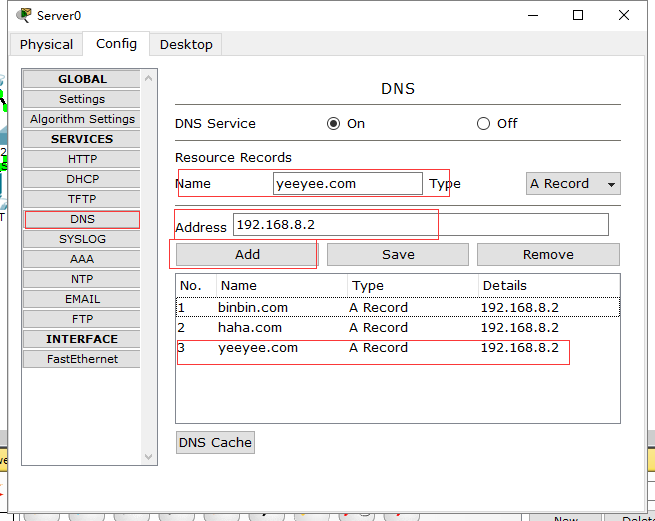 Server0
Physical Config Desktop
GLOBAL
Settings
Algorithm Settings
SERVICES
HTTP
DHCP
TFTP
DNS
SYSLOG
AAA
NTP
EMAIL
FTP
INTERFACE
FastEthernet
DNS
DNS Service On Off
Resource Records
Name yeeyee.com Type A Record
Address 192.168.8.2
Add Save Remove
No. Name Type Details
1 binbin.com A Record 192.168.8.2
2 haha.com A Record 192.168.8.2
3 yeeyee.com A Record 192.168.8.2
DNS Cache
New Delete